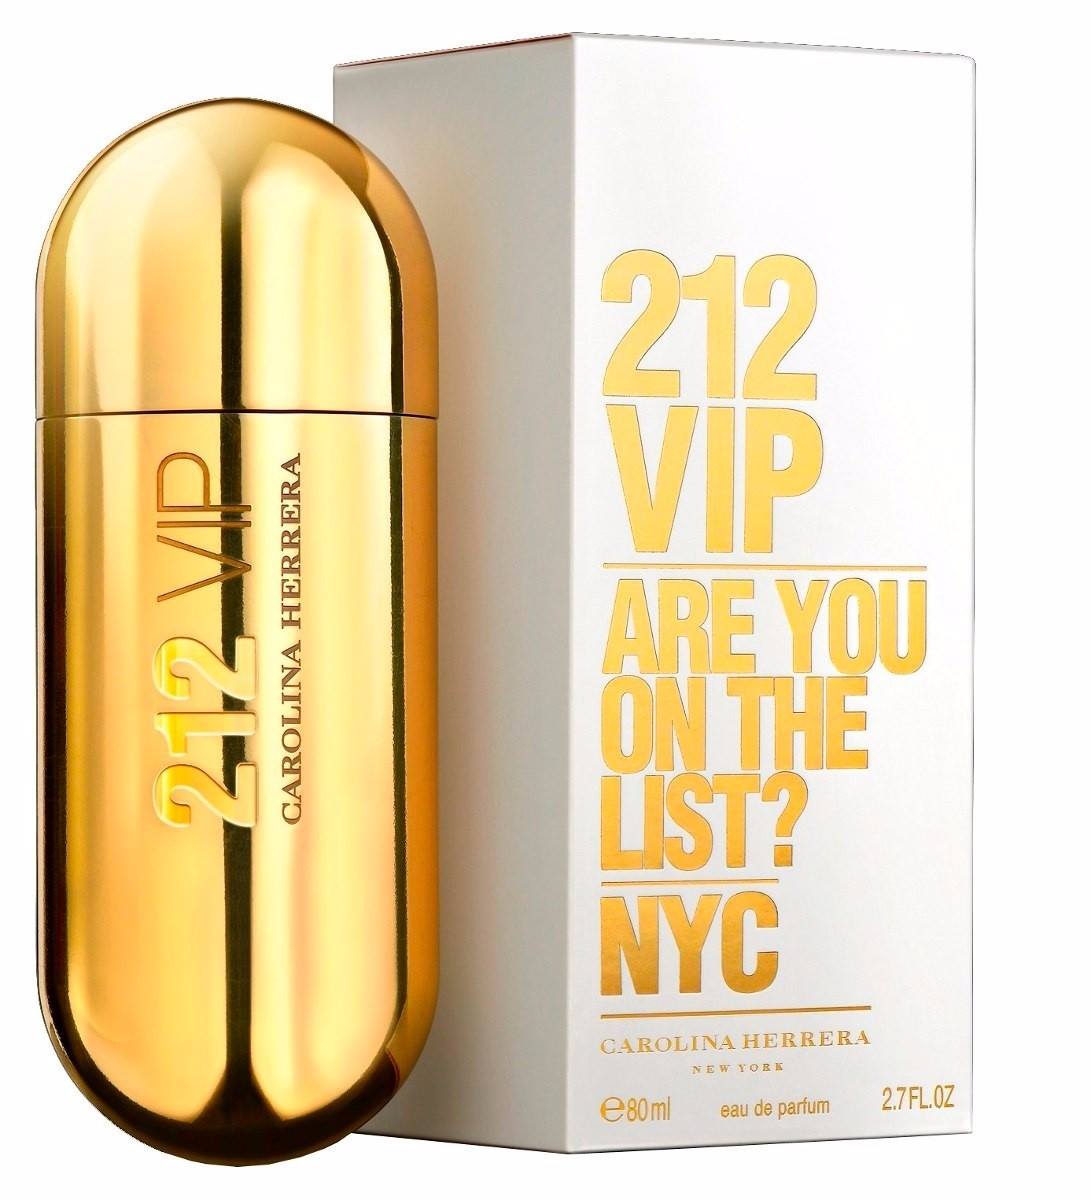 212 VIP
CAROLINA HERRERA
212
VIP
ARE YOU
ON THE
LIST?
NYC
CAROLINA HERRERA
NEW YORK
℮80ml eau de parfum 2.7FL.OZ